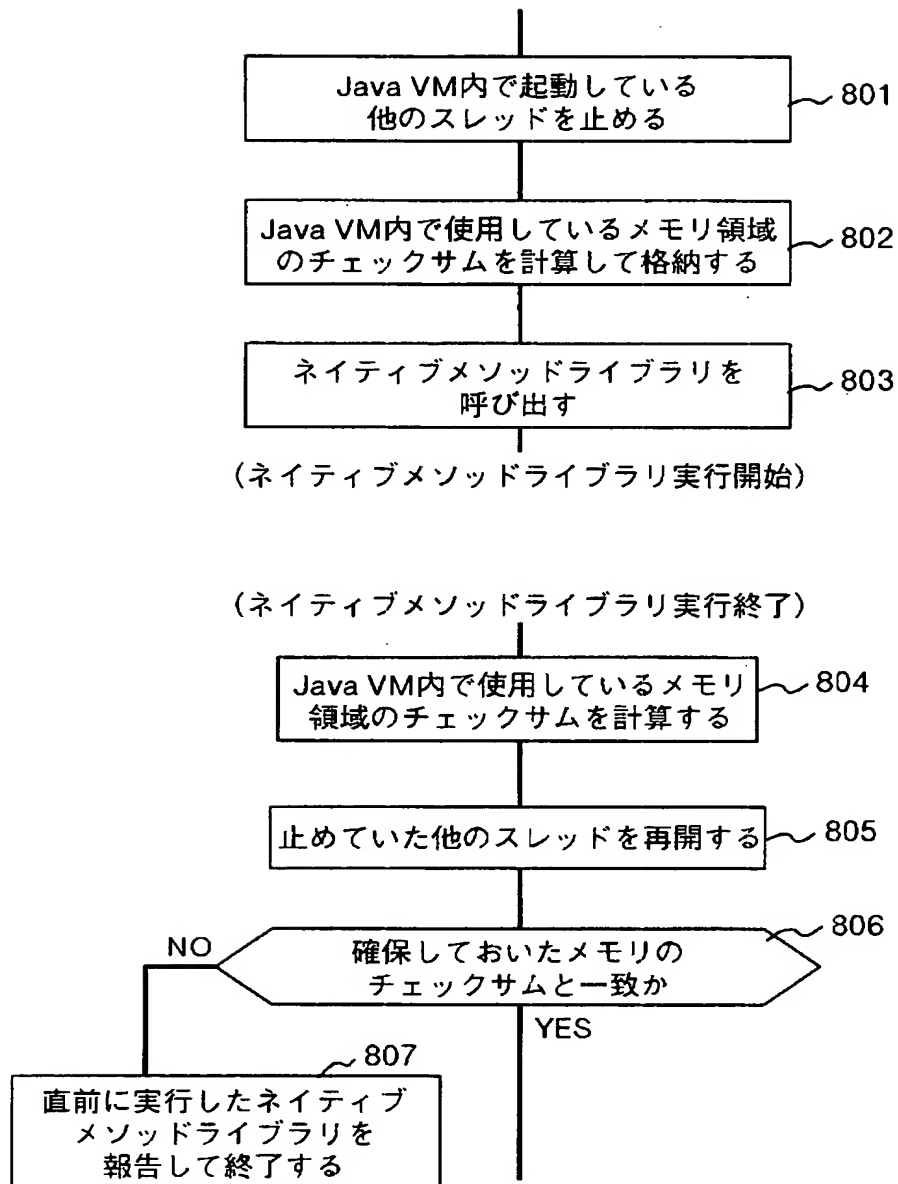 Java VM内で起動している
他のスレッドを止める
801
Java VM内で使用しているメモリ領域
のチェックサムを計算して格納する
802
ネイティブメソッドライブラリを
呼び出す
803
(ネイティブメソッドライブラリ実行開始)
(ネイティブメソッドライブラリ実行終了)
Java VM内で使用しているメモリ
領域のチェックサムを計算する
804
止めていた他のスレッドを再開する
805
確保しておいたメモリの
チェックサムと一致か
806
NO
YES
807
直前に実行したネイティブ
メソッドライブラリを
報告して終了する